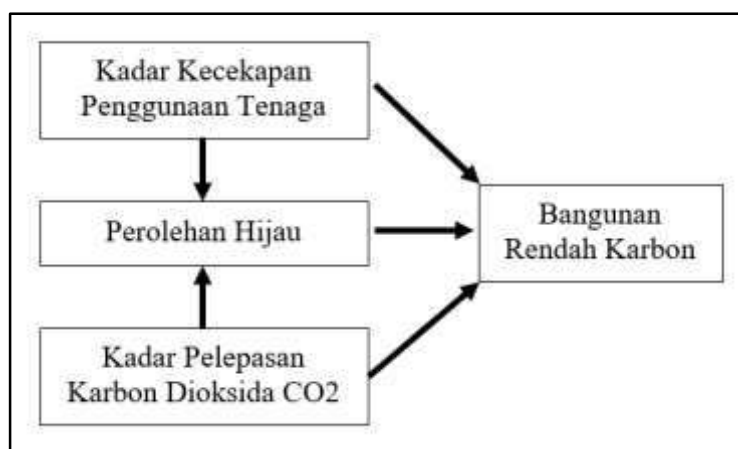 Kadar Kecekapan
Penggunaan Tenaga
Perolehan Hijau
Bangunan
Rendah Karbon
Kadar Pelepasan
Karbon Dioksida CO2